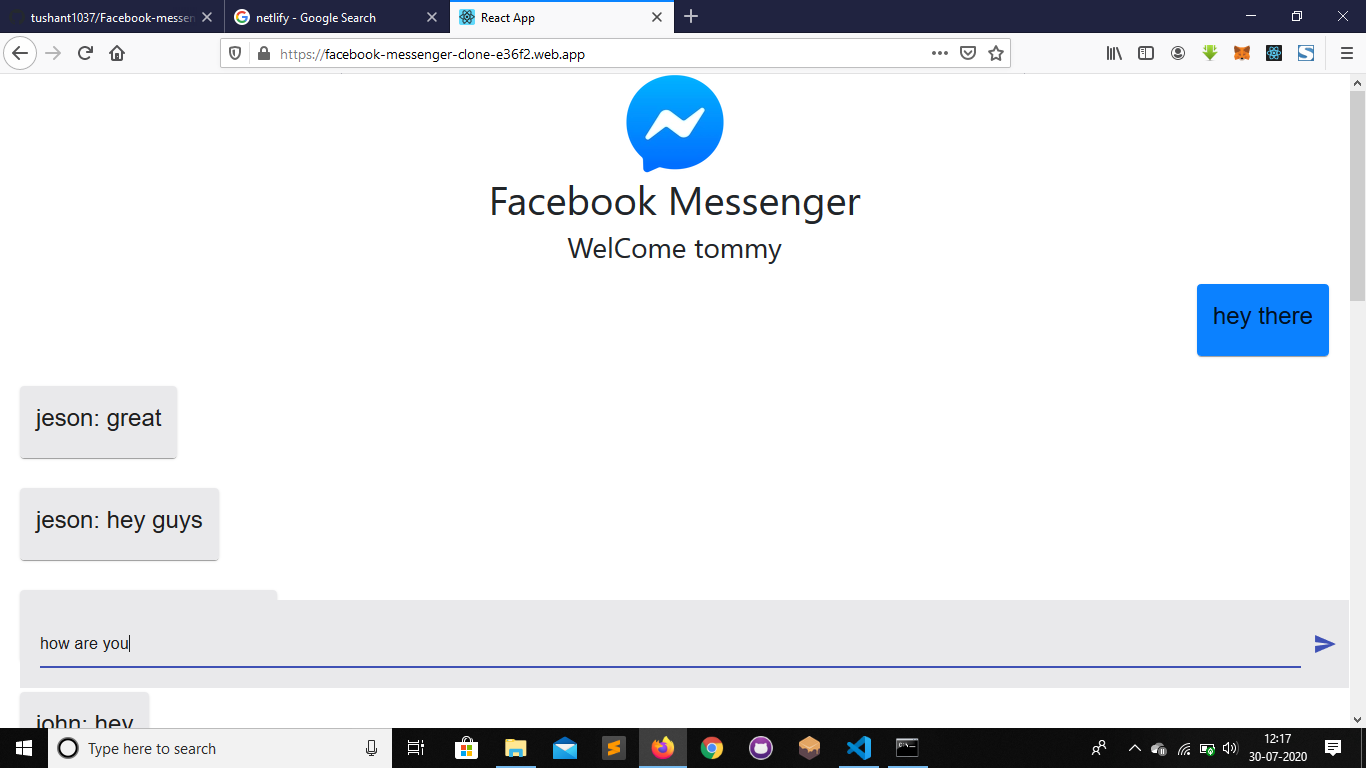 tushant1037/Facebook-messen
netlify - Google Search
React App
https://facebook-messenger-clone-e36f2.web.app
Facebook Messenger
WelCome tommy
hey there
jeson: great
jeson: hey guys
how are you
john: hey
Type here to search
12:17
30-07-2020